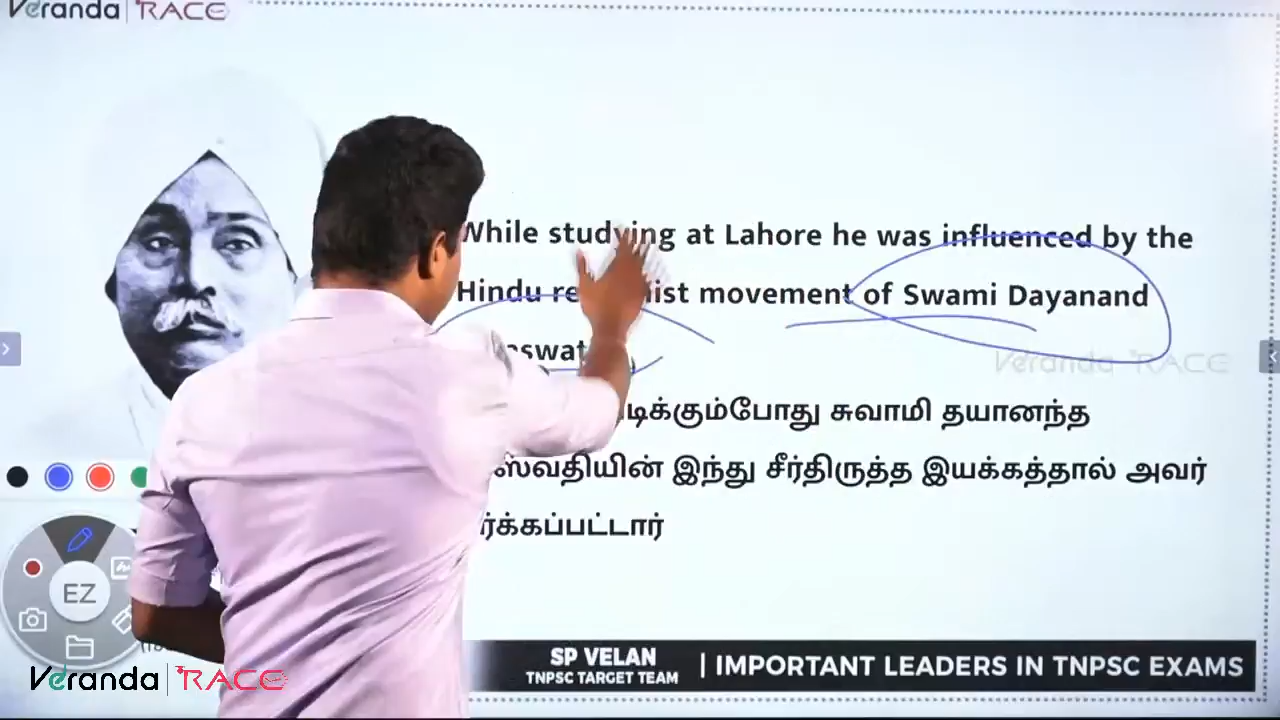 Veranda RACE
While studying at Lahore he was influenced by the
Hindu movement of Swami Dayanand
Veranda RACE
சுவாமி தயானந்த
இந்து சீர்திருத்த இயக்கத்தால் அவர்
EZ
Veranda RACE
SP VELAN
TNPSC TARGET TEAM
IMPORTANT LEADERS IN TNPSC EXAMS